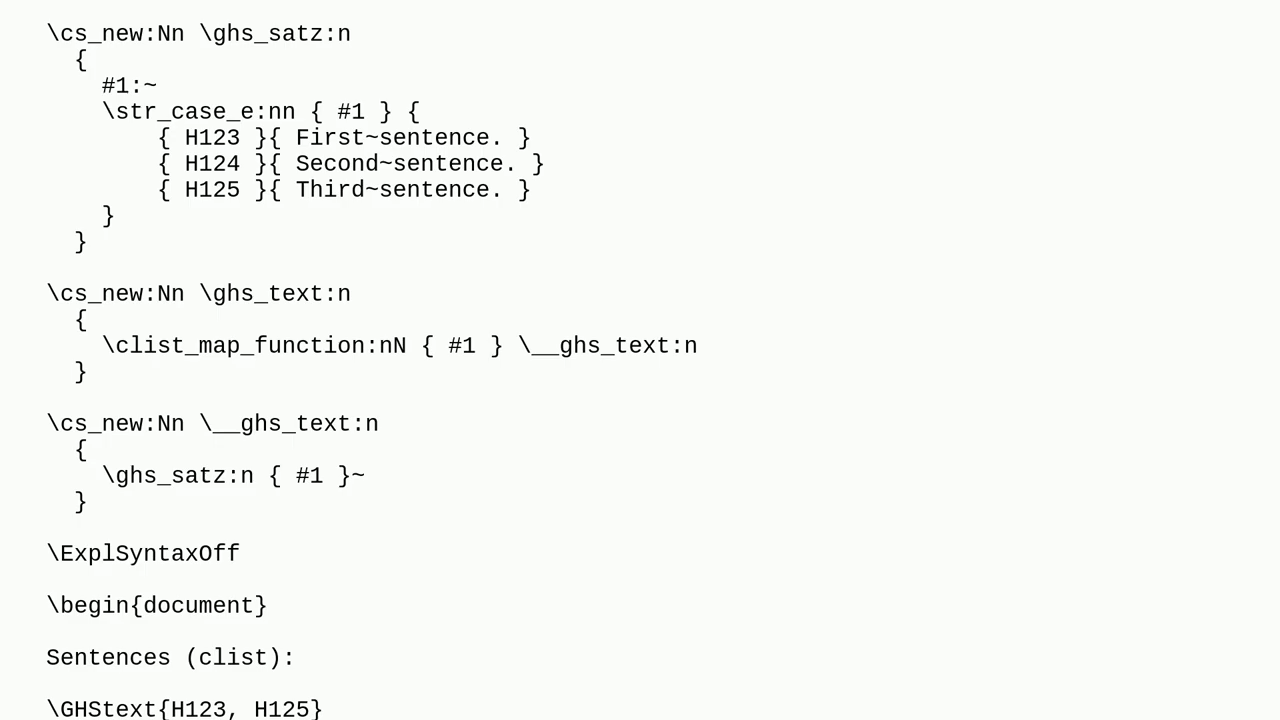 \cs_new:Nn \ghs_satz:n
  {
    #1:~
    \str_case_e:nn { #1 } {
        { H123 }{ First~sentence. }
        { H124 }{ Second~sentence. }
        { H125 }{ Third~sentence. }
    }
  }

\cs_new:Nn \ghs_text:n
  {
    \clist_map_function:nN { #1 } \__ghs_text:n
  }

\cs_new:Nn \__ghs_text:n
  {
    \ghs_satz:n { #1 }~
  }

\ExplSyntaxOff

\begin{document}

Sentences (clist):

\GHStext{H123, H125}